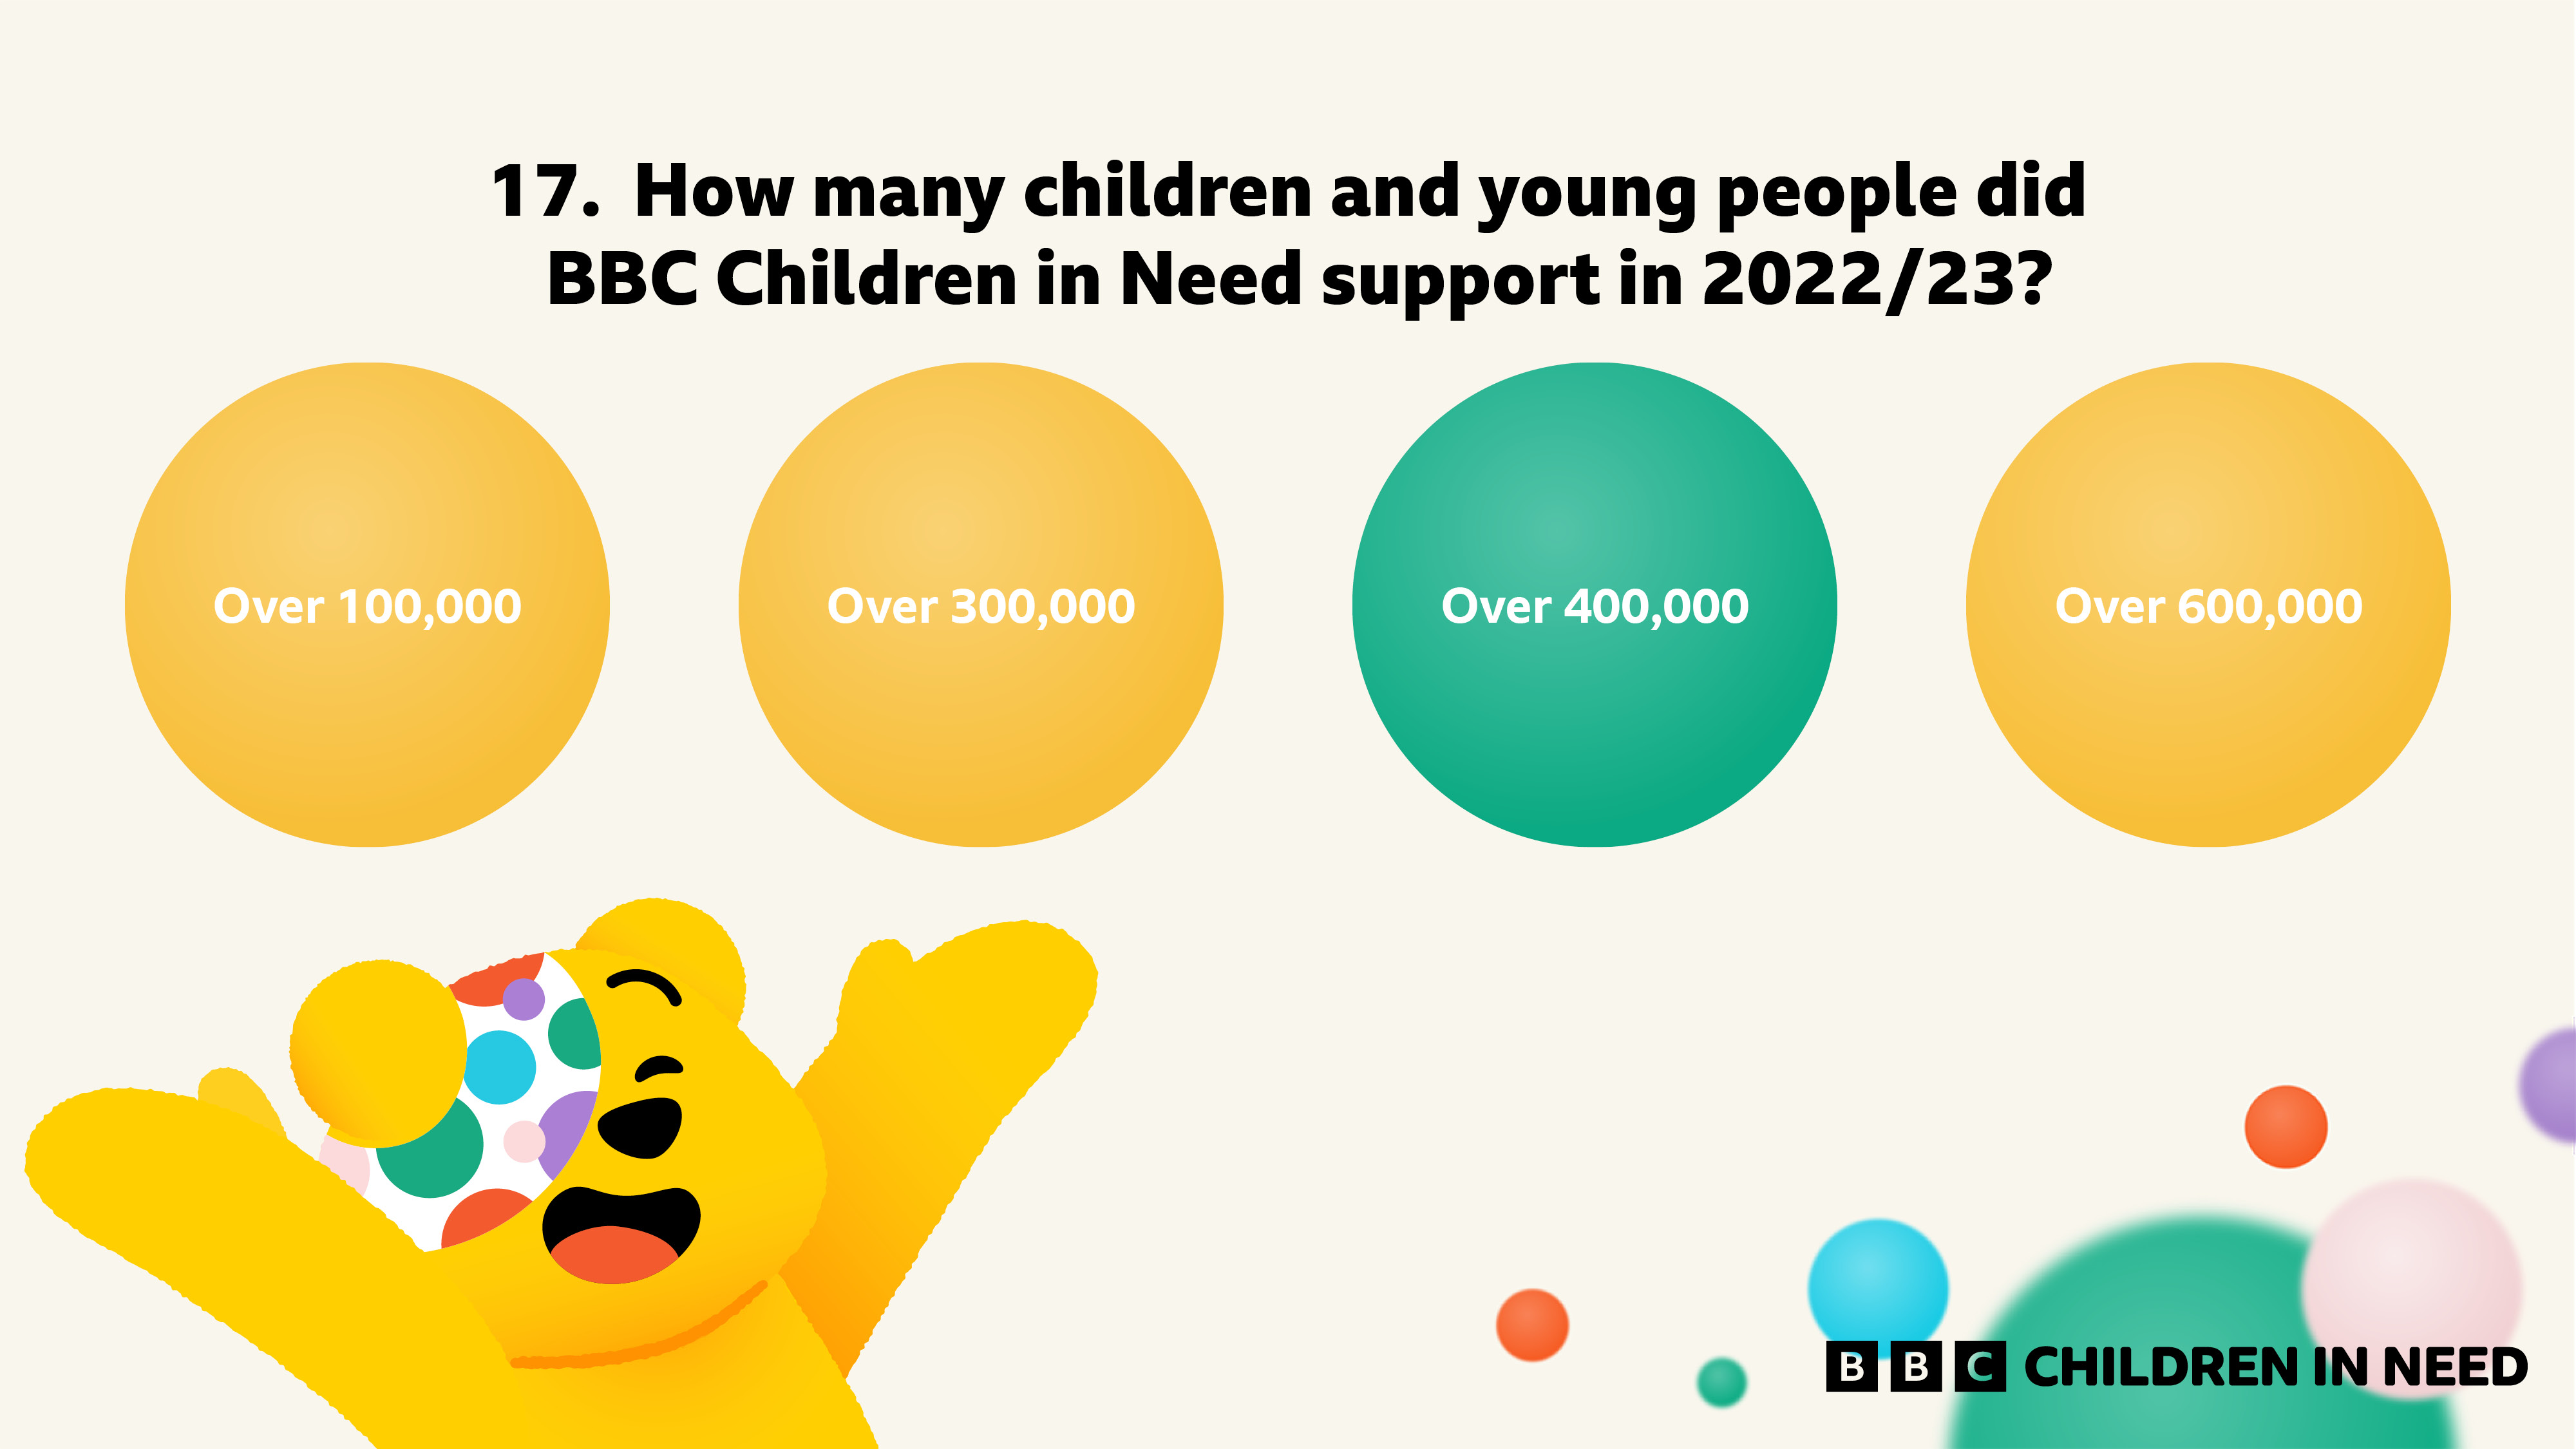 17. How many children and young people did
BBC Children in Need support in 2022/23?
Over 100,000
Over 300,000
Over 400,000
Over 600,000
BBC CHILDREN IN NEED